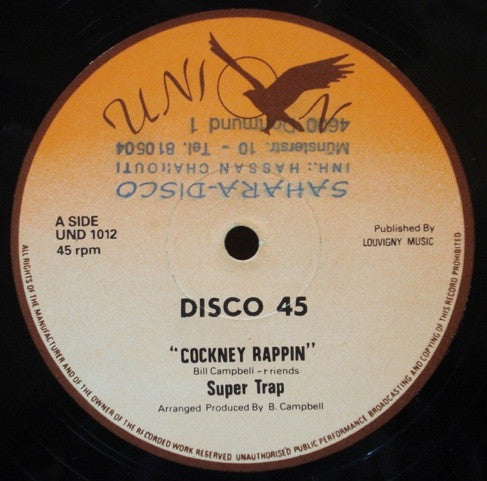 UNION
SAHARA-DISCO
INH.: HASSAN CHAHOUTI
Münsterstr. 10 - Tel. 810504
4600 Dortmund 1
A SIDE
UND 1012
45 rpm
Published By
LOUVIGNY MUSIC
DISCO 45
"COCKNEY RAPPIN"
Bill Campbell - Friends
Super Trap
Arranged Produced By B. Campbell
ALL RIGHTS OF THE MANUFACTURER AND OF THE OWNER OF THE RECORDED WORK RESERVED UNAUTHORISED PUBLIC PERFORMANCE BROADCASTING AND COPYING OF THIS RECORD PROHIBITED